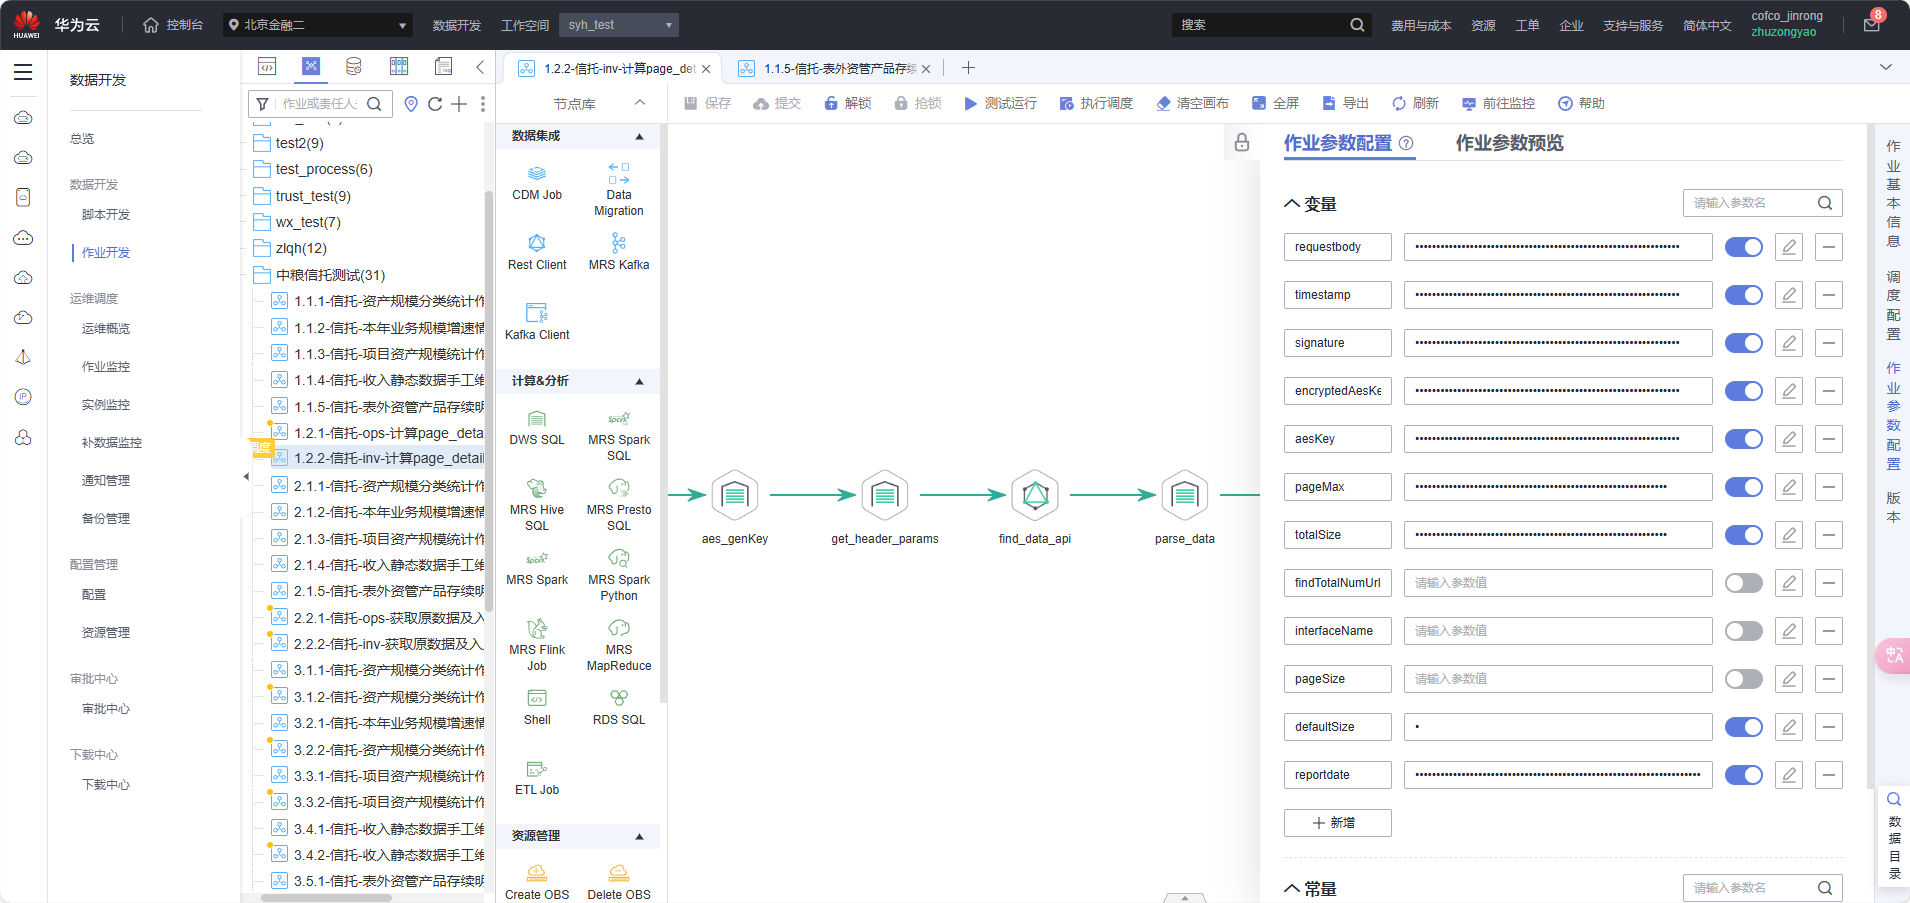 HUAWEI
华为云
控制台
北京金融二
数据开发
工作空间
syh_test
搜索
费用与成本
资源
工单
企业
支持与服务
简体中文
cofco_jinrong
zhuzongyao
8
数据开发
总览
数据开发
脚本开发
作业开发
运维调度
运维概览
作业监控
实例监控
补数据监控
通知管理
备份管理
配置管理
配置
资源管理
审批中心
审批中心
下载中心
下载中心
作业或责任人
test2(9)
test_process(6)
trust_test(9)
wx_test(7)
zlqh(12)
中粮信托测试(31)
1.1.1-信托-资产规模分类统计作
1.1.2-信托-本年业务规模增速情
1.1.3-信托-项目资产规模统计作
1.1.4-信托-收入静态数据手工维
1.1.5-信托-表外资管产品存续明
1.2.1-信托-ops-计算page_deta
1.2.2-信托-inv-计算page_detail
2.1.1-信托-资产规模分类统计作
2.1.2-信托-本年业务规模增速情
2.1.3-信托-项目资产规模统计作
2.1.4-信托-收入静态数据手工维
2.1.5-信托-表外资管产品存续明
2.2.1-信托-ops-获取原数据及入
2.2.2-信托-inv-获取原数据及入
3.1.1-信托-资产规模分类统计作
3.1.2-信托-资产规模分类统计作
3.2.1-信托-本年业务规模增速情
3.2.2-信托-资产规模分类统计作
3.3.1-信托-项目资产规模统计作
3.3.2-信托-项目资产规模统计作
3.4.1-信托-收入静态数据手工维
3.4.2-信托-收入静态数据手工维
3.5.1-信托-表外资管产品存续明
1.2.2-信托-inv-计算page_det
1.1.5-信托-表外资管产品存续
节点库
保存
提交
解锁
抢锁
测试运行
执行调度
清空画布
全屏
导出
刷新
前往监控
帮助
数据集成
CDM Job
Data
Migration
Rest Client
MRS Kafka
Kafka Client
计算&分析
DWS SQL
MRS Spark
SQL
MRS Hive
SQL
MRS Presto
SQL
MRS Spark
MRS Spark
Python
MRS Flink
Job
MRS
MapReduce
Shell
RDS SQL
ETL Job
资源管理
Create OBS
Delete OBS
aes_genKey
get_header_params
find_data_api
parse_data
作业参数配置
作业参数预览
变量
请输入参数名
requestbody
timestamp
signature
encryptedAesKe
aesKey
pageMax
totalSize
findTotalNumUrl
请输入参数值
interfaceName
请输入参数值
pageSize
请输入参数值
defaultSize
reportdate
新增
常量
请输入参数名
作业基本信息
调度配置
作业参数配置
版本
数据目录